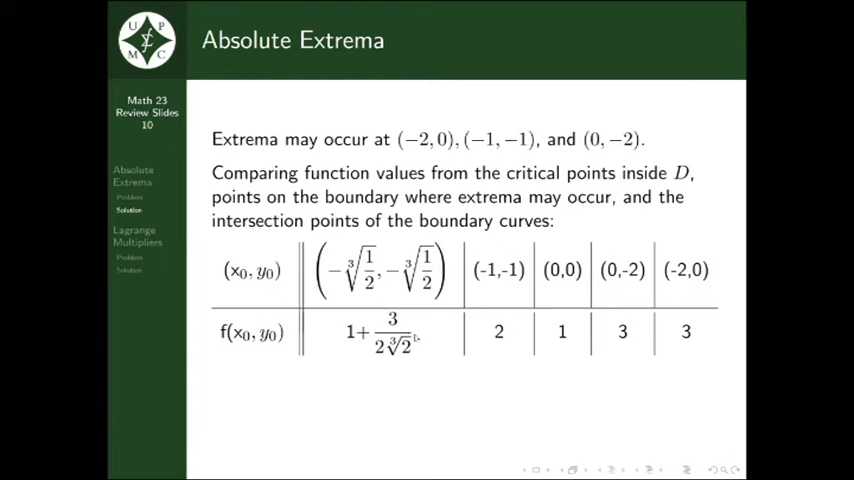 U P
M C
Absolute Extrema
Math 23
Review Slides
10
Absolute
Extrema
Problem
Solution
Lagrange
Multipliers
Problem
Solution
Extrema may occur at (−2, 0), (−1, −1), and (0, −2).
Comparing function values from the critical points inside D,
points on the boundary where extrema may occur, and the
intersection points of the boundary curves:
(x₀, y₀) (−∛(1/2), −∛(1/2)) (-1,-1) (0,0) (0,-2) (-2,0)
f(x₀, y₀) 1+ 3/(2∛2) 2 1 3 3